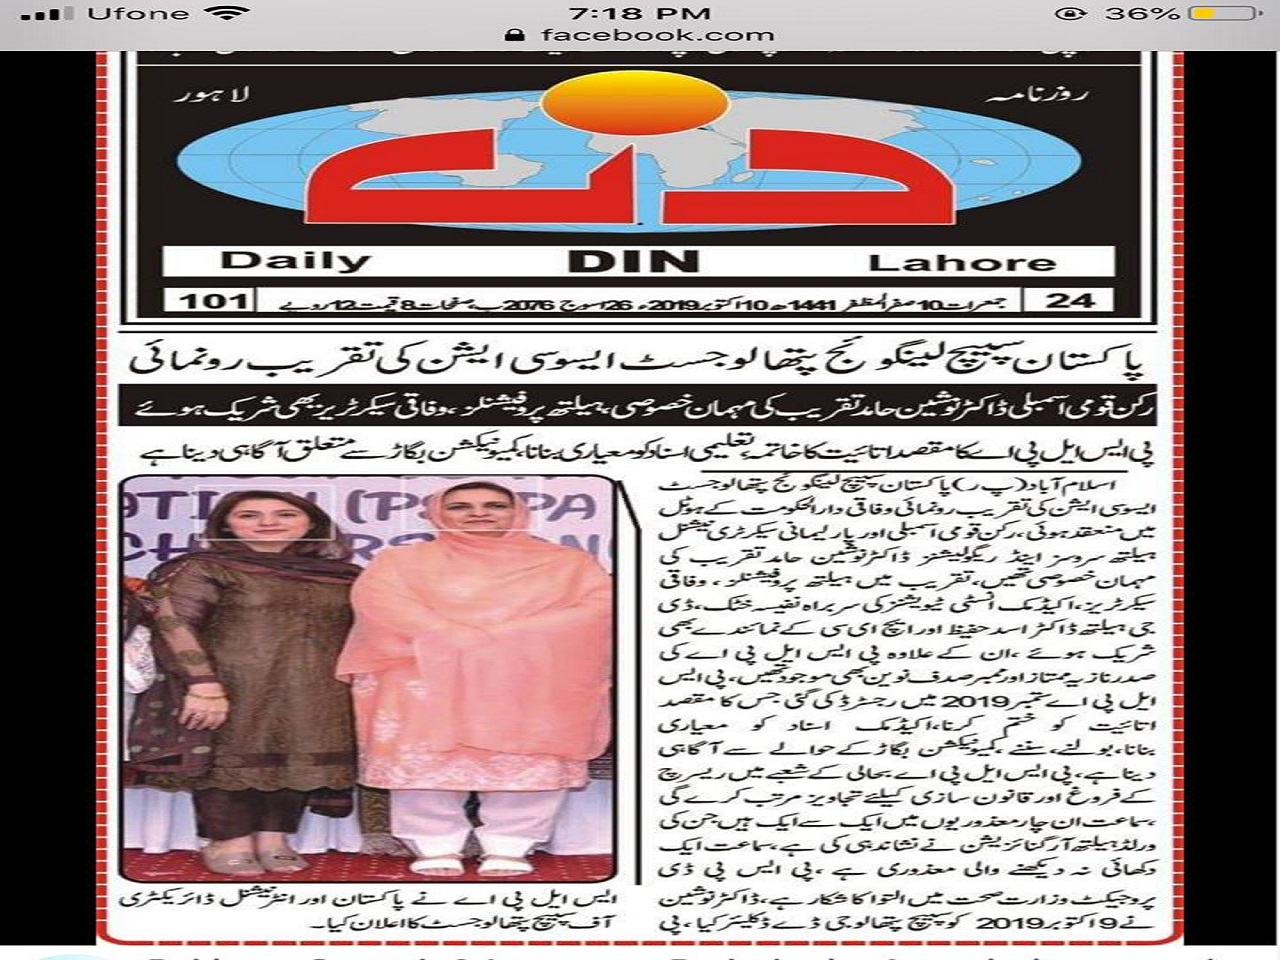 Ufone 7:18 PM 36%
facebook.com
روزنامہ لاہور
دن
Daily DIN Lahore
24 جمعرات 10 صفر المظفر 1441ھ 10 اکتوبر 2019ء 26 اسوج 2076ب، صفحات 8 قیمت 12 روپے 101
پاکستان سپیچ لینگوئج پتھالوجسٹ ایسوسی ایشن کی تقریب رونمائی
رکن قومی اسمبلی ڈاکٹر نوشین حامد تقریب کی مہمان خصوصی، ہیلتھ پروفیشنلز، وفاقی سیکرٹریز بھی شریک ہوئے
پی ایس ایل پی اے کا مقصد اتائیت کا خاتمہ، تعلیمی اسناد کو معیاری بنانا، کمیونیکشن بگاڑ سے متعلق آگاہی دینا ہے
اسلام آباد (پ ر) پاکستان سپیچ لینگوئج پتھالوجسٹ
ایسوسی ایشن کی تقریب رونمائی وفاقی دارالحکومت کے ہوٹل
میں منعقد ہوئی، رکن قومی اسمبلی اور پارلیمانی سیکرٹری نیشنل
ہیلتھ سروسز اینڈ ریگولیشنز ڈاکٹر نوشین حامد تقریب کی
مہمان خصوصی تھیں، تقریب میں ہیلتھ پروفیشنلز، وفاقی
سیکرٹریز، اکیڈمک انسٹی ٹیوشنز کی سربراہ نفیسہ خٹک، ڈی
جی ہیلتھ ڈاکٹر اسد حفیظ اور ایچ ای سی کے نمائندے بھی
شریک ہوئے، ان کے علاوہ پی ایس ایل پی اے کی
صدر نازیہ ممتاز اور ممبر صدف نوین بھی موجود تھیں، پی ایس
ایل پی اے ستمبر 2019 میں رجسٹرڈ کی گئی جس کا مقصد
اتائیت کو ختم کرنا، اکیڈمک اسناد کو معیاری
بنانا، بولنے، سننے، کمیونیکشن بگاڑ کے حوالے سے آگاہی
دینا ہے، پی ایس ایل پی اے بحالی کے شعبے میں ریسرچ
کے فروغ اور قانون سازی کیلئے تجاویز مرتب کرے گی
،سماعت ان چار معذوریوں میں ایک سے ایک ہیں جن کی
ورلڈ ہیلتھ آرگنائزیشن نے نشاندہی کی ہے، سماعت ایک
دکھائی نہ دیکھنے والی معذوری ہے، پی ایس پی ڈی
پروجیکٹ وزارت صحت میں التوا کا شکار ہے، ڈاکٹر نوشین
نے 9 اکتوبر 2019 کو سپیچ پتھالوجی ڈے ڈکلیئر کیا، پی
ایس ایل پی اے نے پاکستان اور انٹرنیشنل ڈائریکٹری
آف سپیچ پتھالوجسٹ کا اعلان کیا۔